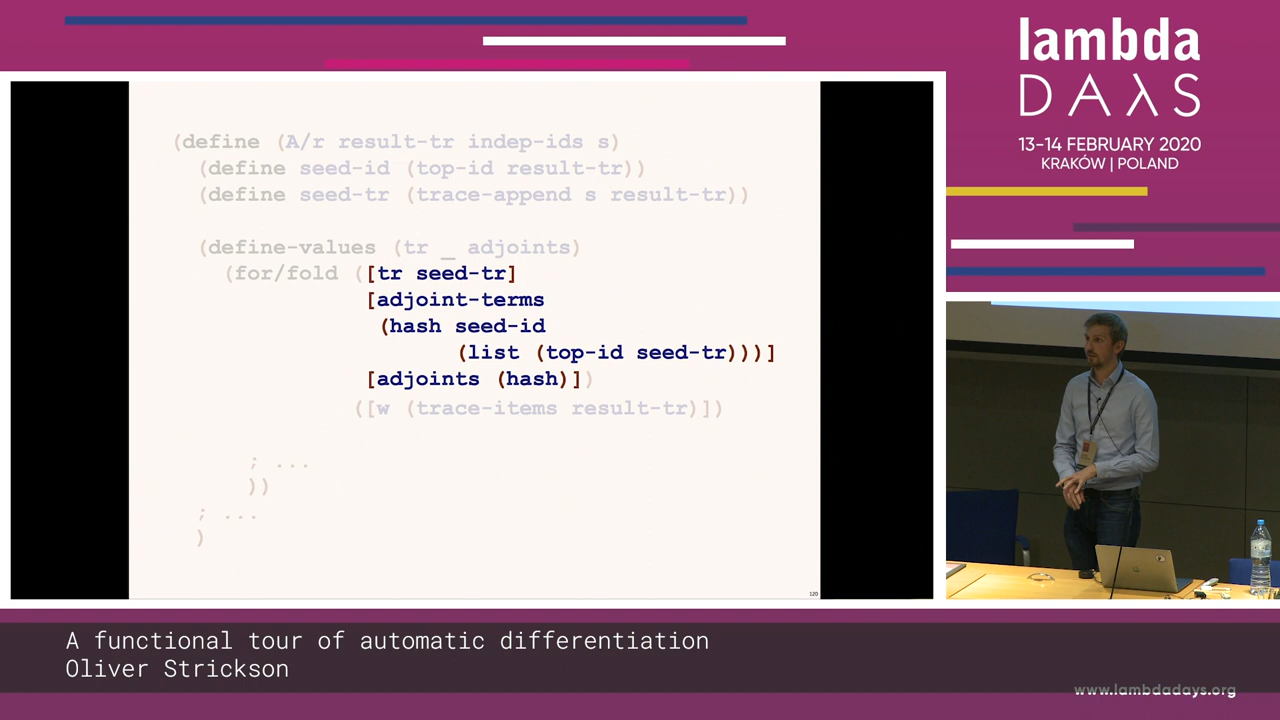 lambda
DAλS
13-14 FEBRUARY 2020
KRAKÓW | POLAND
(define (A/r result-tr indep-ids s)
(define seed-id (top-id result-tr))
(define seed-tr (trace-append s result-tr))
(define-values (tr _ adjoints)
(for/fold ([tr seed-tr]
[adjoint-terms
(hash seed-id
(list (top-id seed-tr)))]
[adjoints (hash)])
([w (trace-items result-tr)])
; ...
))
; ...
)
120
A functional tour of automatic differentiation
Oliver Strickson
www.lambdadays.org